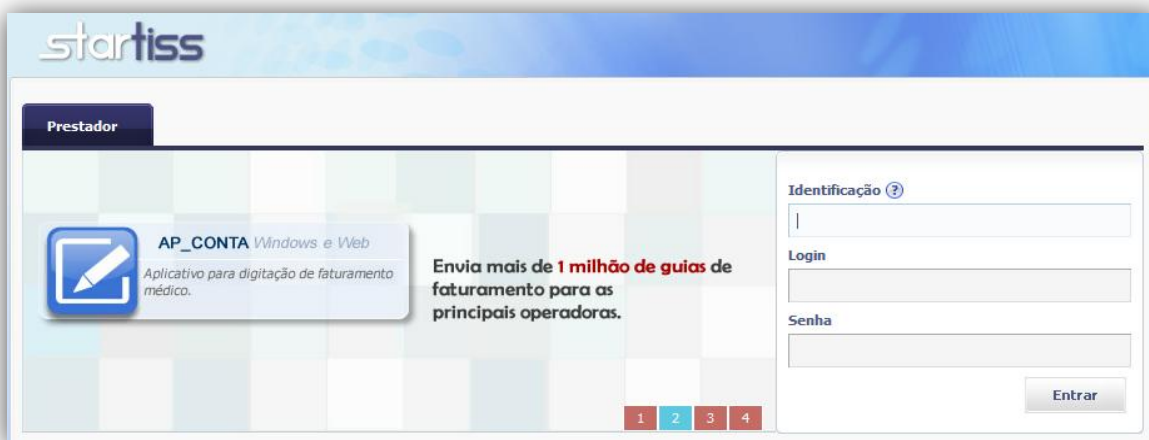 startiss
Prestador
AP_CONTA Windows e Web
Aplicativo para digitação de faturamento
médico.
Envia mais de 1 milhão de guias de
faturamento para as
principais operadoras.
1 2 3 4
Identificação ?
Login
Senha
Entrar